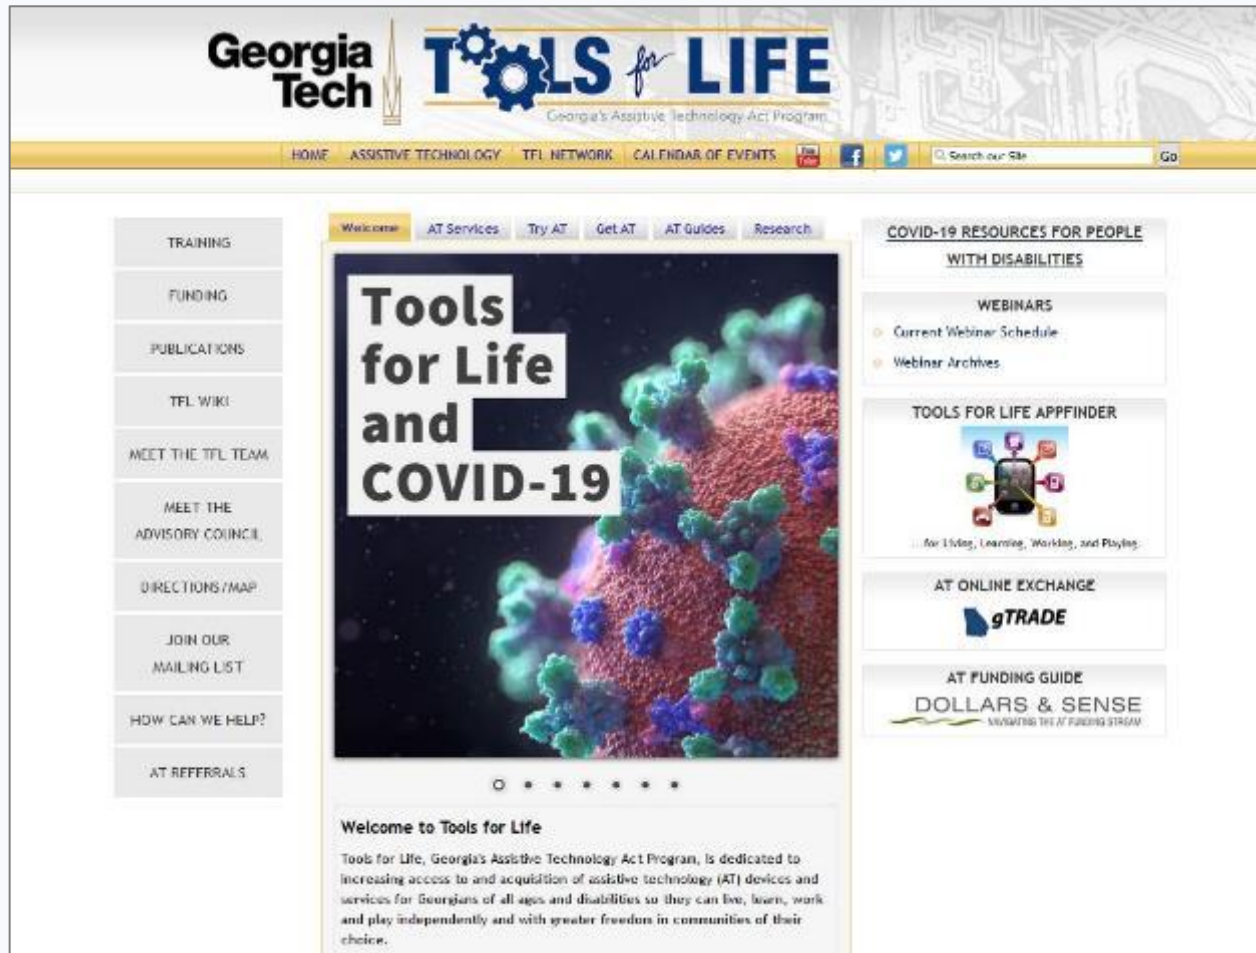 Georgia
Tech
TOOLS for LIFE
Georgia's Assistive Technology Act Program
HOME ASSISTIVE TECHNOLOGY TFL NETWORK CALENDAR OF EVENTS You Tube f Search our Site Go
TRAINING
FUNDING
PUBLICATIONS
TFL WIKI
MEET THE TFL TEAM
MEET THE
ADVISORY COUNCIL
DIRECTIONS/MAP
JOIN OUR
MAILING LIST
HOW CAN WE HELP?
AT REFERRALS
Welcome AT Services Try AT Get AT AT Guides Research
Tools
for Life
and
COVID-19
Welcome to Tools for Life
Tools for Life, Georgia's Assistive Technology Act Program, is dedicated to
increasing access to and acquisition of assistive technology (AT) devices and
services for Georgians of all ages and disabilities so they can live, learn, work
and play independently and with greater freedom in communities of their
choice.
COVID-19 RESOURCES FOR PEOPLE
WITH DISABILITIES
WEBINARS
Current Webinar Schedule
Webinar Archives
TOOLS FOR LIFE APPFINDER
...for Living, Learning, Working, and Playing.
AT ONLINE EXCHANGE
gTRADE
AT FUNDING GUIDE
DOLLARS & SENSE
NAVIGATING THE AT FUNDING STREAM